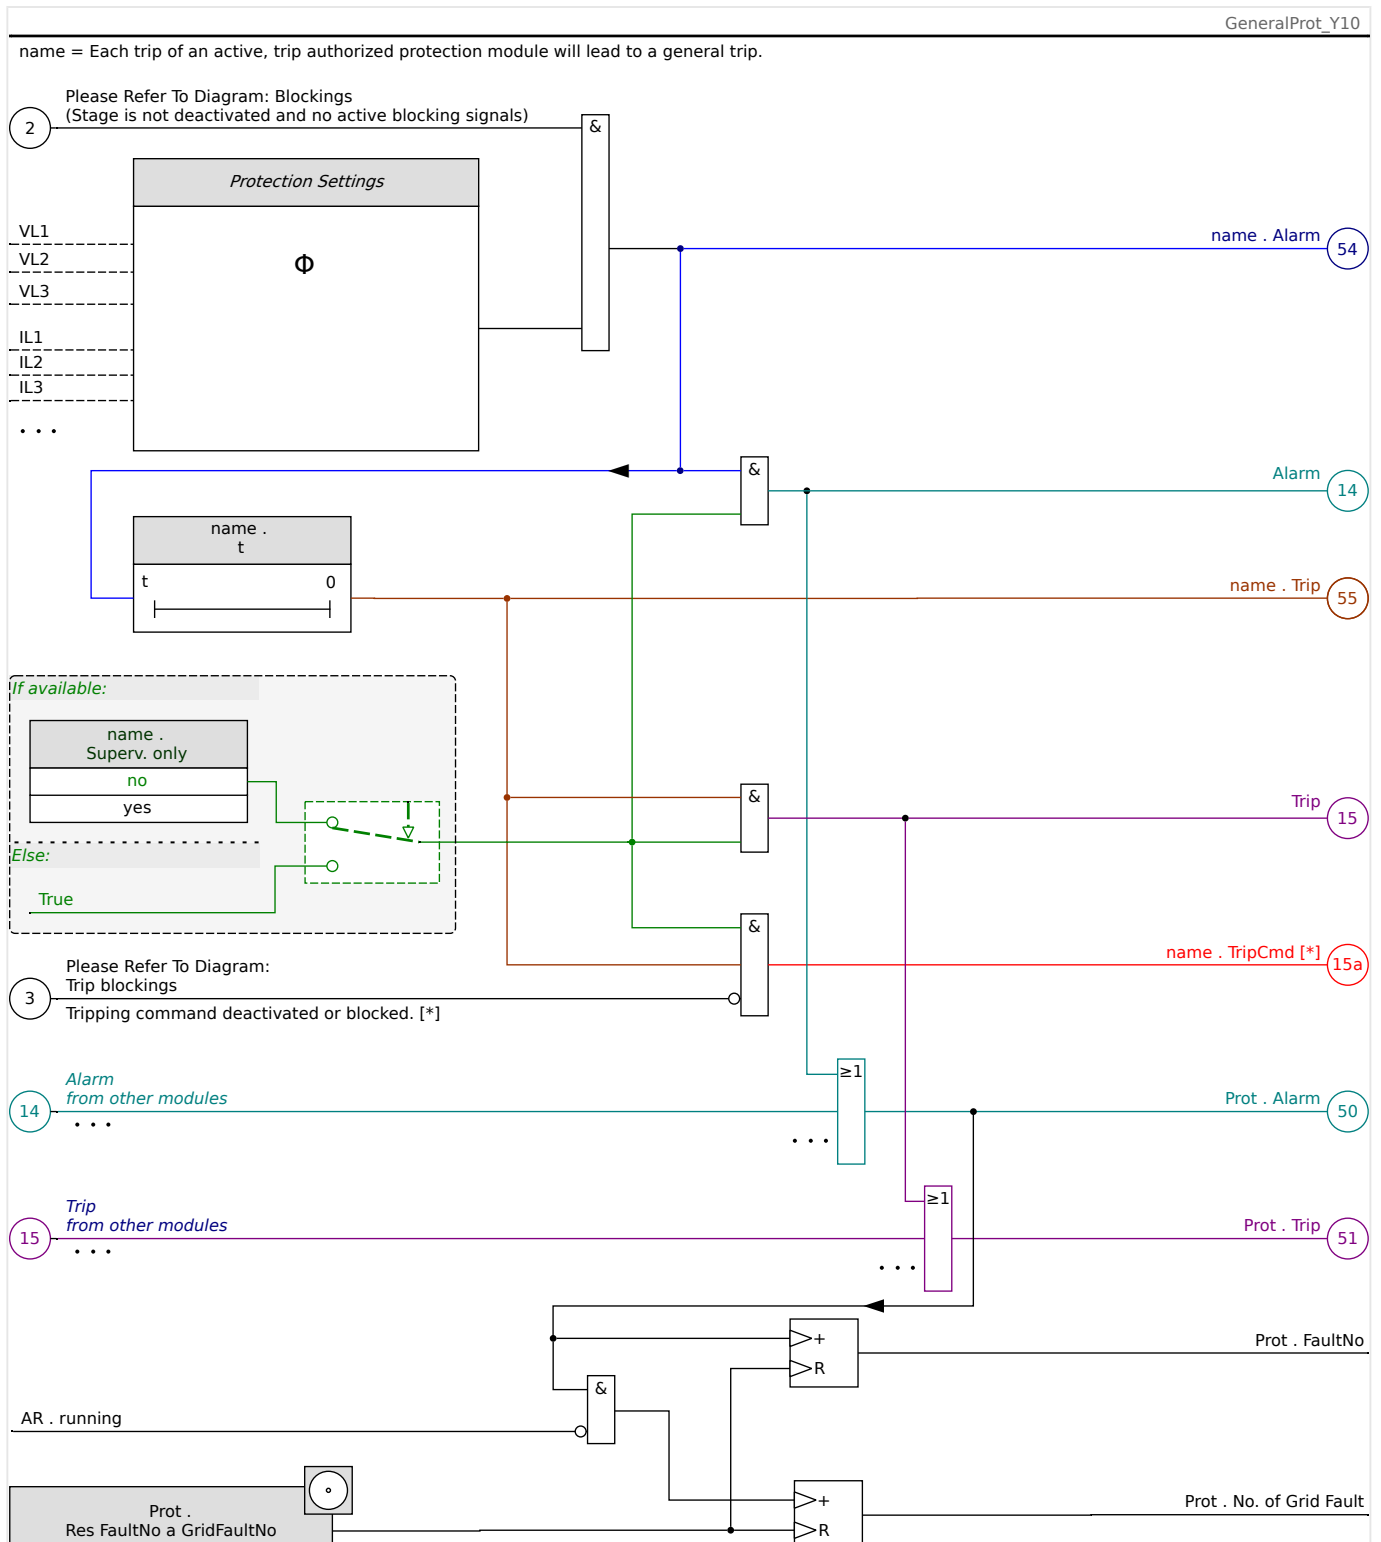 GeneralProt_Y10
name = Each trip of an active, trip authorized protection module will lead to a general trip.
Please Refer To Diagram: Blockings
(Stage is not deactivated and no active blocking signals)
2
&
Protection Settings
VL1
VL2
VL3
Φ
IL1
IL2
IL3
. . .
name . Alarm
54
&
Alarm
14
name .
t
t
0
name . Trip
55
If available:
name .
Superv. only
no
yes
Else:
True
&
Trip
15
&
name . TripCmd [*]
15a
Please Refer To Diagram:
Trip blockings
3
Tripping command deactivated or blocked. [*]
Alarm
from other modules
14
. . .
≥1
. . .
Prot . Alarm
50
Trip
from other modules
15
. . .
≥1
. . .
Prot . Trip
51
+
R
Prot . FaultNo
&
AR . running
Prot .
Res FaultNo a GridFaultNo
+
R
Prot . No. of Grid Fault